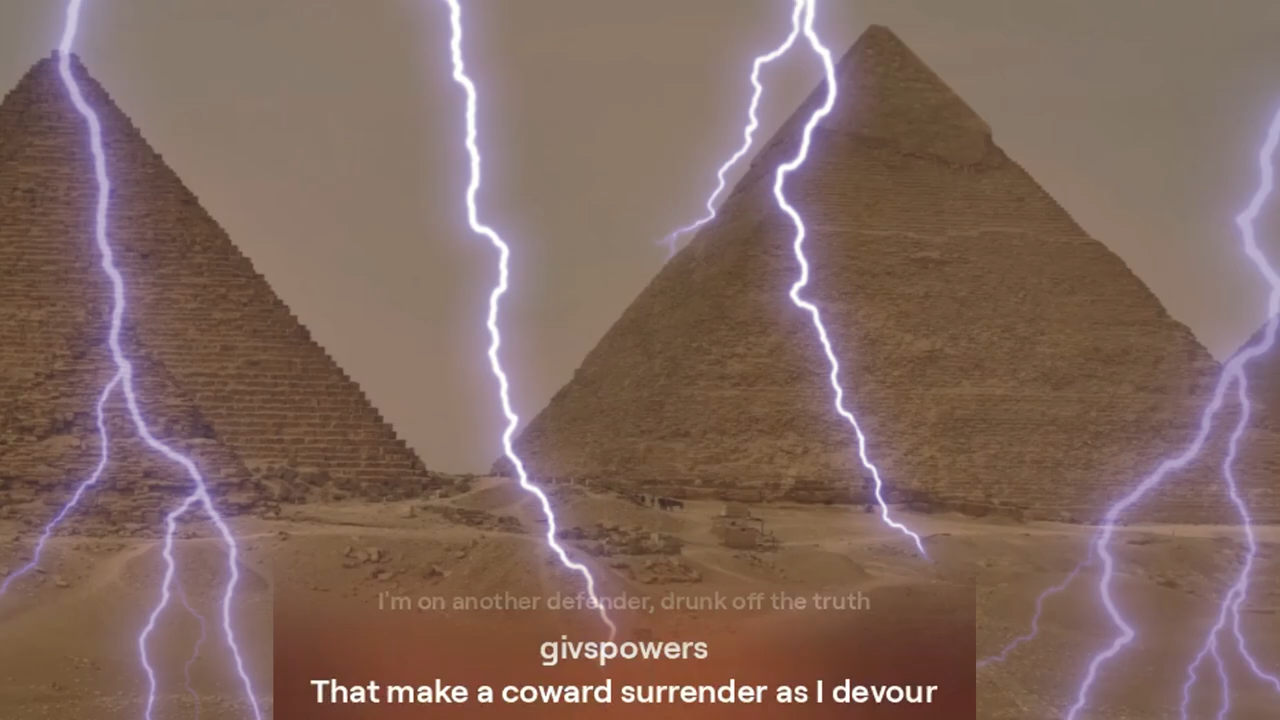 I'm on another defender, drunk off the truth
givspowers
That make a coward surrender as I devour